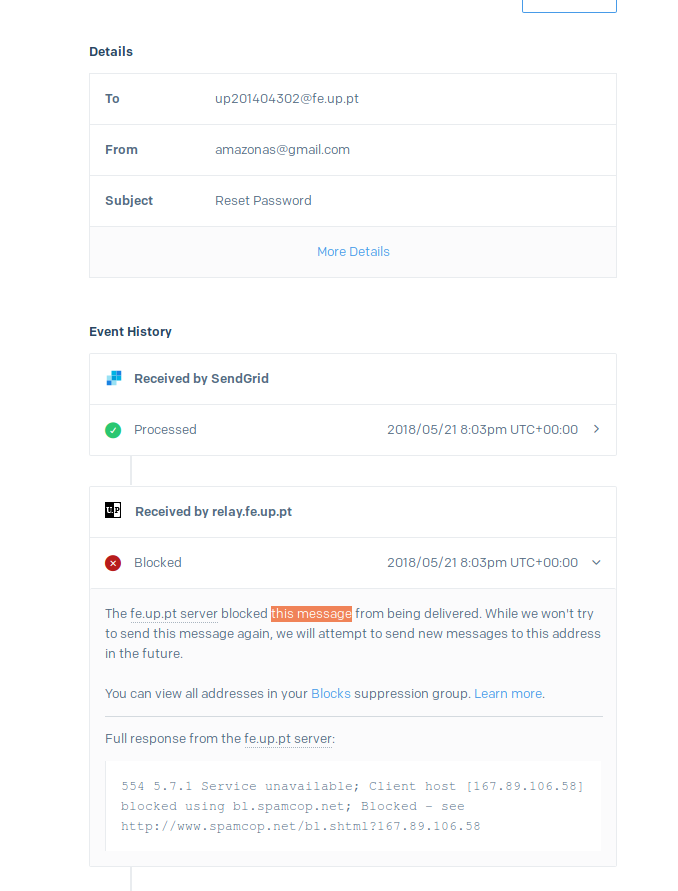 Details
To up201404302@fe.up.pt
From amazonas@gmail.com
Subject Reset Password
More Details
Event History
Received by SendGrid
Processed 2018/05/21 8:03pm UTC+00:00
UP Received by relay.fe.up.pt
Blocked 2018/05/21 8:03pm UTC+00:00
The fe.up.pt server blocked this message from being delivered. While we won't try
to send this message again, we will attempt to send new messages to this address
in the future.
You can view all addresses in your Blocks suppression group. Learn more.
Full response from the fe.up.pt server:
554 5.7.1 Service unavailable; Client host [167.89.106.58]
blocked using bl.spamcop.net; Blocked - see
http://www.spamcop.net/bl.shtml?167.89.106.58